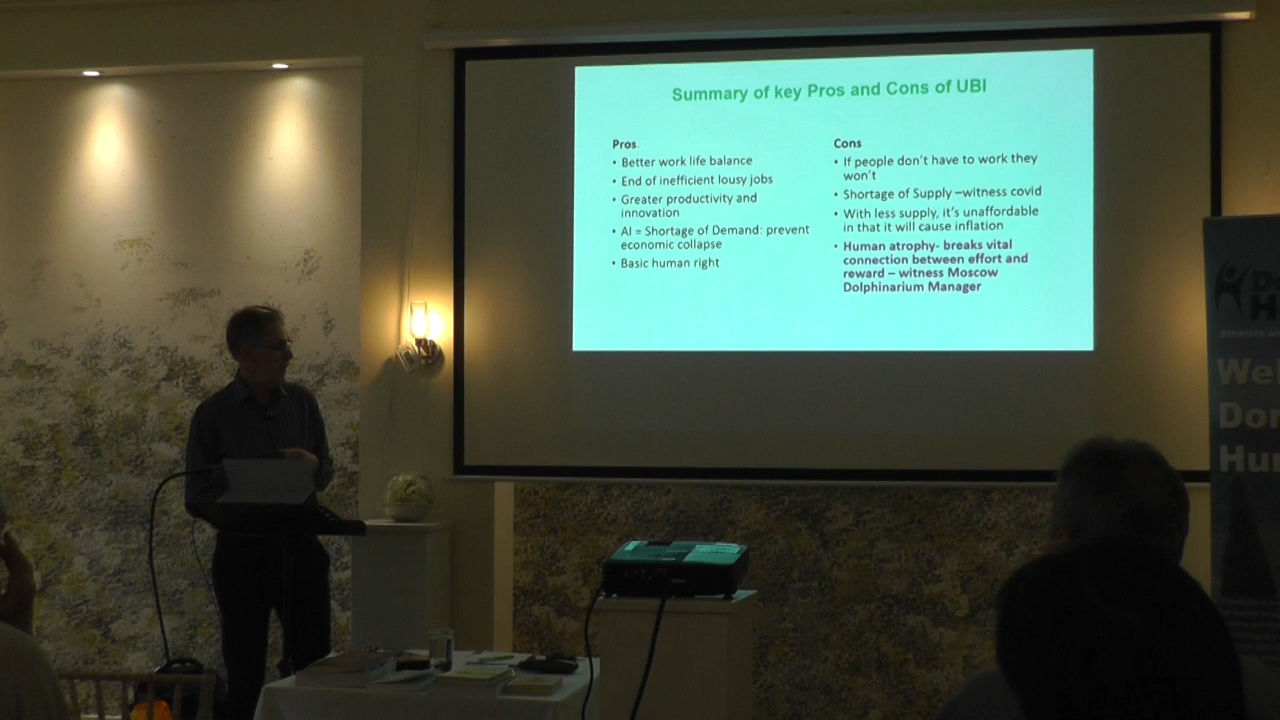 Summary of key Pros and Cons of UBI
Pros.
• Better work life balance
• End of inefficient lousy jobs
• Greater productivity and
innovation
• AI = Shortage of Demand: prevent
economic collapse
• Basic human right
Cons
• If people don't have to work they
won't
• Shortage of Supply –witness covid
• With less supply, it's unaffordable
in that it will cause inflation
• Human atrophy- breaks vital
connection between effort and
reward – witness Moscow
Dolphinarium Manager